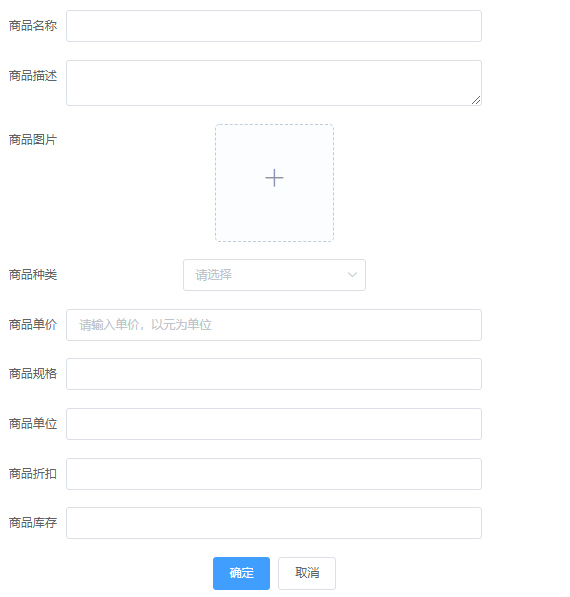 商品名称
商品描述
商品图片
商品种类 请选择
商品单价 请输入单价，以元为单位
商品规格
商品单位
商品折扣
商品库存
确定 取消